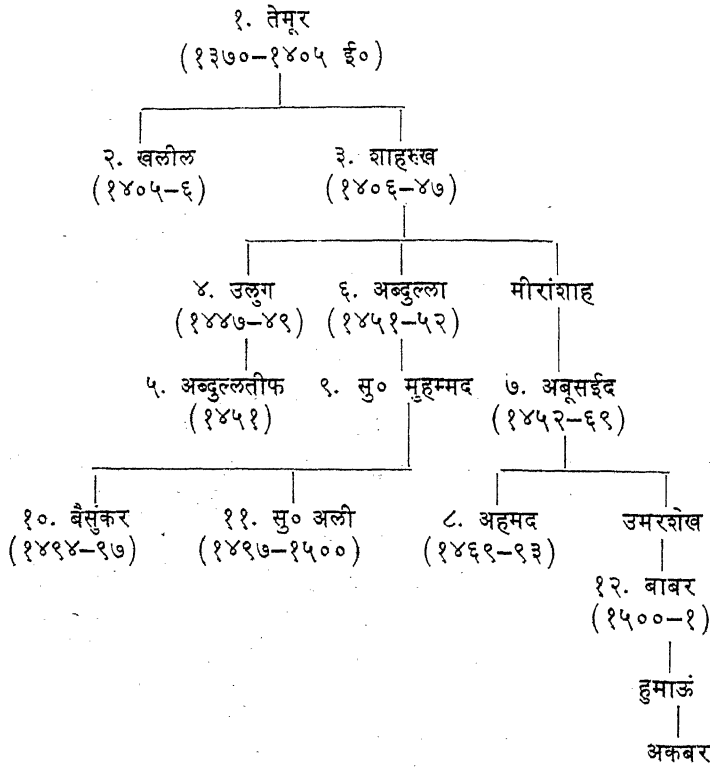 १. तेमूर
(१३७०–१४०५ ई०)
२. खलील
३. शाहरुख
(१४०५–६)
(१४०६–४७)
४. उलुग
६. अब्दुल्ला
मीरांशाह
(१४४७–४९)
(१४५१–५२)
५. अब्दुल्लतीफ
९. सु० मुहम्मद
७. अबूसईद
(१४५१)
(१४५२–६९)
१०. बैसुंकर
११. सु० अली
८. अहमद
उमरशेख
(१४९४–९७)
(१४९७–१५००)
(१४६९–९३)
१२. बाबर
(१५००–१)
हुमाऊं
अकबर